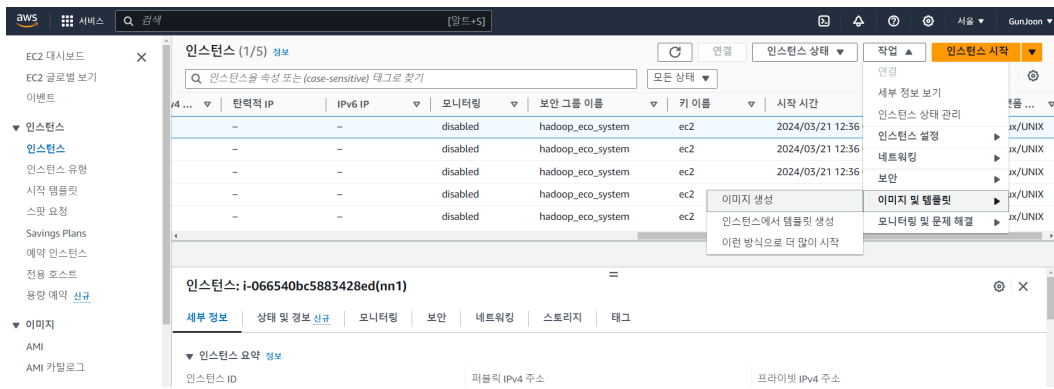 aws 서비스 검색 [알트+S] 서울 ▼ GunJoon ▼
EC2 대시보드
EC2 글로벌 보기
이벤트
▼ 인스턴스
인스턴스
인스턴스 유형
시작 템플릿
스팟 요청
Savings Plans
예약 인스턴스
전용 호스트
용량 예약 신규
▼ 이미지
AMI
AMI 카탈로그
인스턴스 (1/5) 정보 연결 인스턴스 상태 ▼ 작업 ▲ 인스턴스 시작 ▼
인스턴스을 속성 또는 (case-sensitive) 태그로 찾기 모든 상태 ▼
탄력적 IP IPv6 IP 모니터링 보안 그룹 이름 키 이름 시작 시간
– – disabled hadoop_eco_system ec2 2024/03/21 12:36 ux/UNIX
– – disabled hadoop_eco_system ec2 2024/03/21 12:36 ux/UNIX
– – disabled hadoop_eco_system ec2 2024/03/21 12:36 ux/UNIX
– – disabled hadoop_eco_system ec2 ux/UNIX
– – disabled hadoop_eco_system ec2 ux/UNIX
연결
세부 정보 보기
인스턴스 상태 관리
인스턴스 설정 ▶
네트워킹 ▶
보안 ▶
이미지 및 템플릿 ▶
모니터링 및 문제 해결 ▶
이미지 생성
인스턴스에서 템플릿 생성
이런 방식으로 더 많이 시작
인스턴스: i-066540bc5883428ed(nn1)
세부 정보 상태 및 경보 신규 모니터링 보안 네트워킹 스토리지 태그
▼ 인스턴스 요약 정보
인스턴스 ID 퍼블릭 IPv4 주소 프라이빗 IPv4 주소